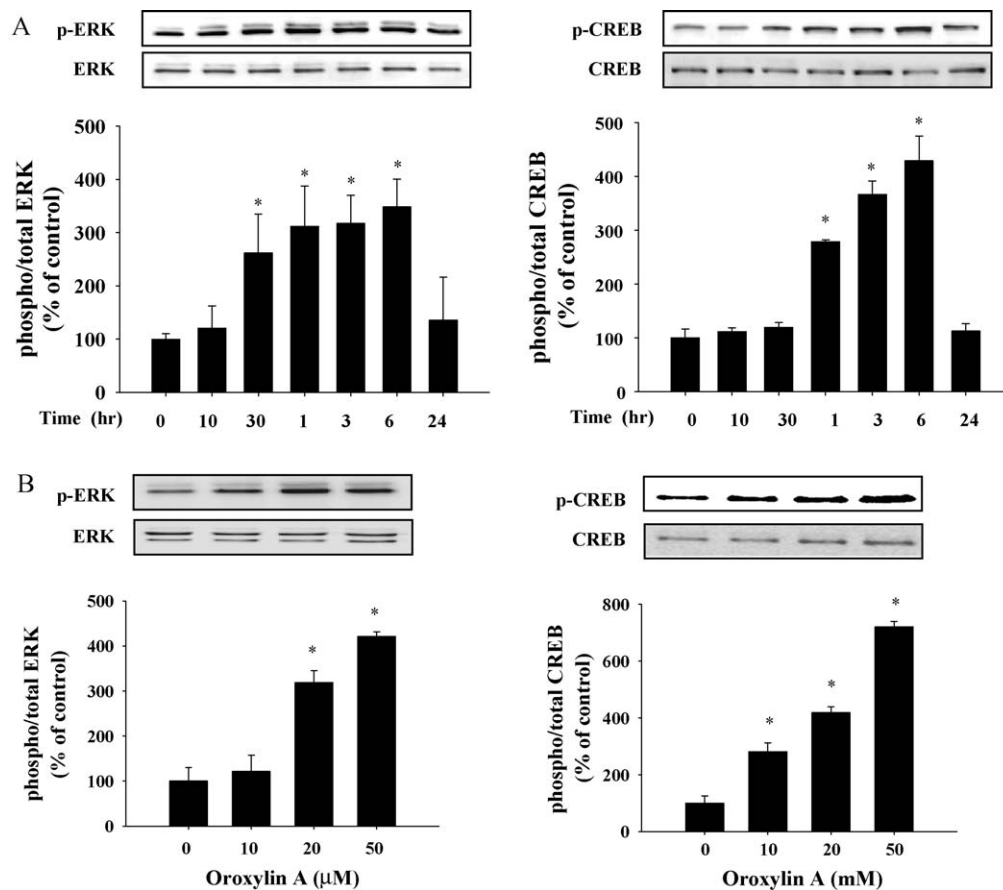 A
p-ERK
ERK
phospho/total ERK
(% of control)
500
400
300
200
100
0
*
*
*
*
Time (hr) 0 10 30 1 3 6 24
p-CREB
CREB
phospho/total CREB
(% of control)
500
400
300
200
100
0
*
*
*
Time (hr) 0 10 30 1 3 6 24
B
p-ERK
ERK
phospho/total ERK
(% of control)
500
400
300
200
100
0
*
*
0 10 20 50
Oroxylin A (μM)
p-CREB
CREB
phospho/total CREB
(% of control)
800
600
400
200
0
*
*
*
0 10 20 50
Oroxylin A (mM)